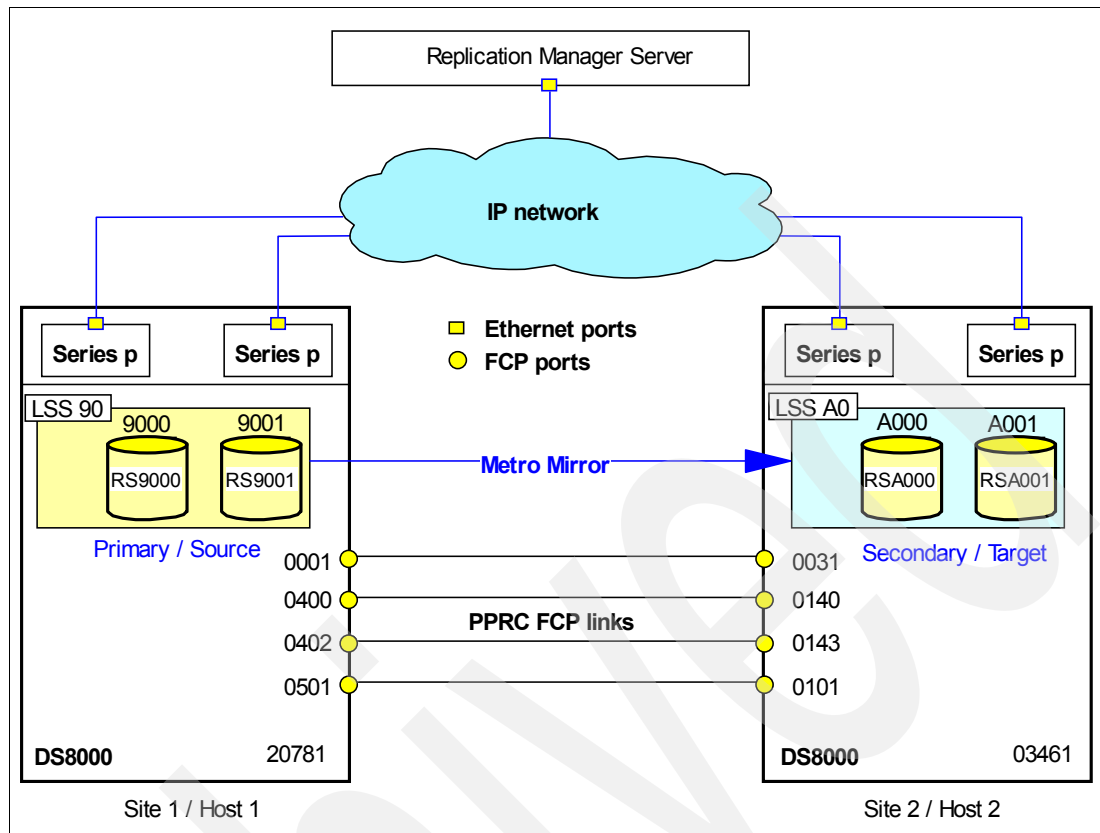 Replication Manager Server
IP network
Series p
Series p
Ethernet ports
FCP ports
Series p
Series p
LSS 90
9000
9001
RS9000
RS9001
Primary / Source
Metro Mirror
LSS A0
A000
A001
RSA000
RSA001
Secondary / Target
0001
0031
0400
0140
PPRC FCP links
0402
0143
0501
0101
DS8000
20781
DS8000
03461
Site 1 / Host 1
Site 2 / Host 2